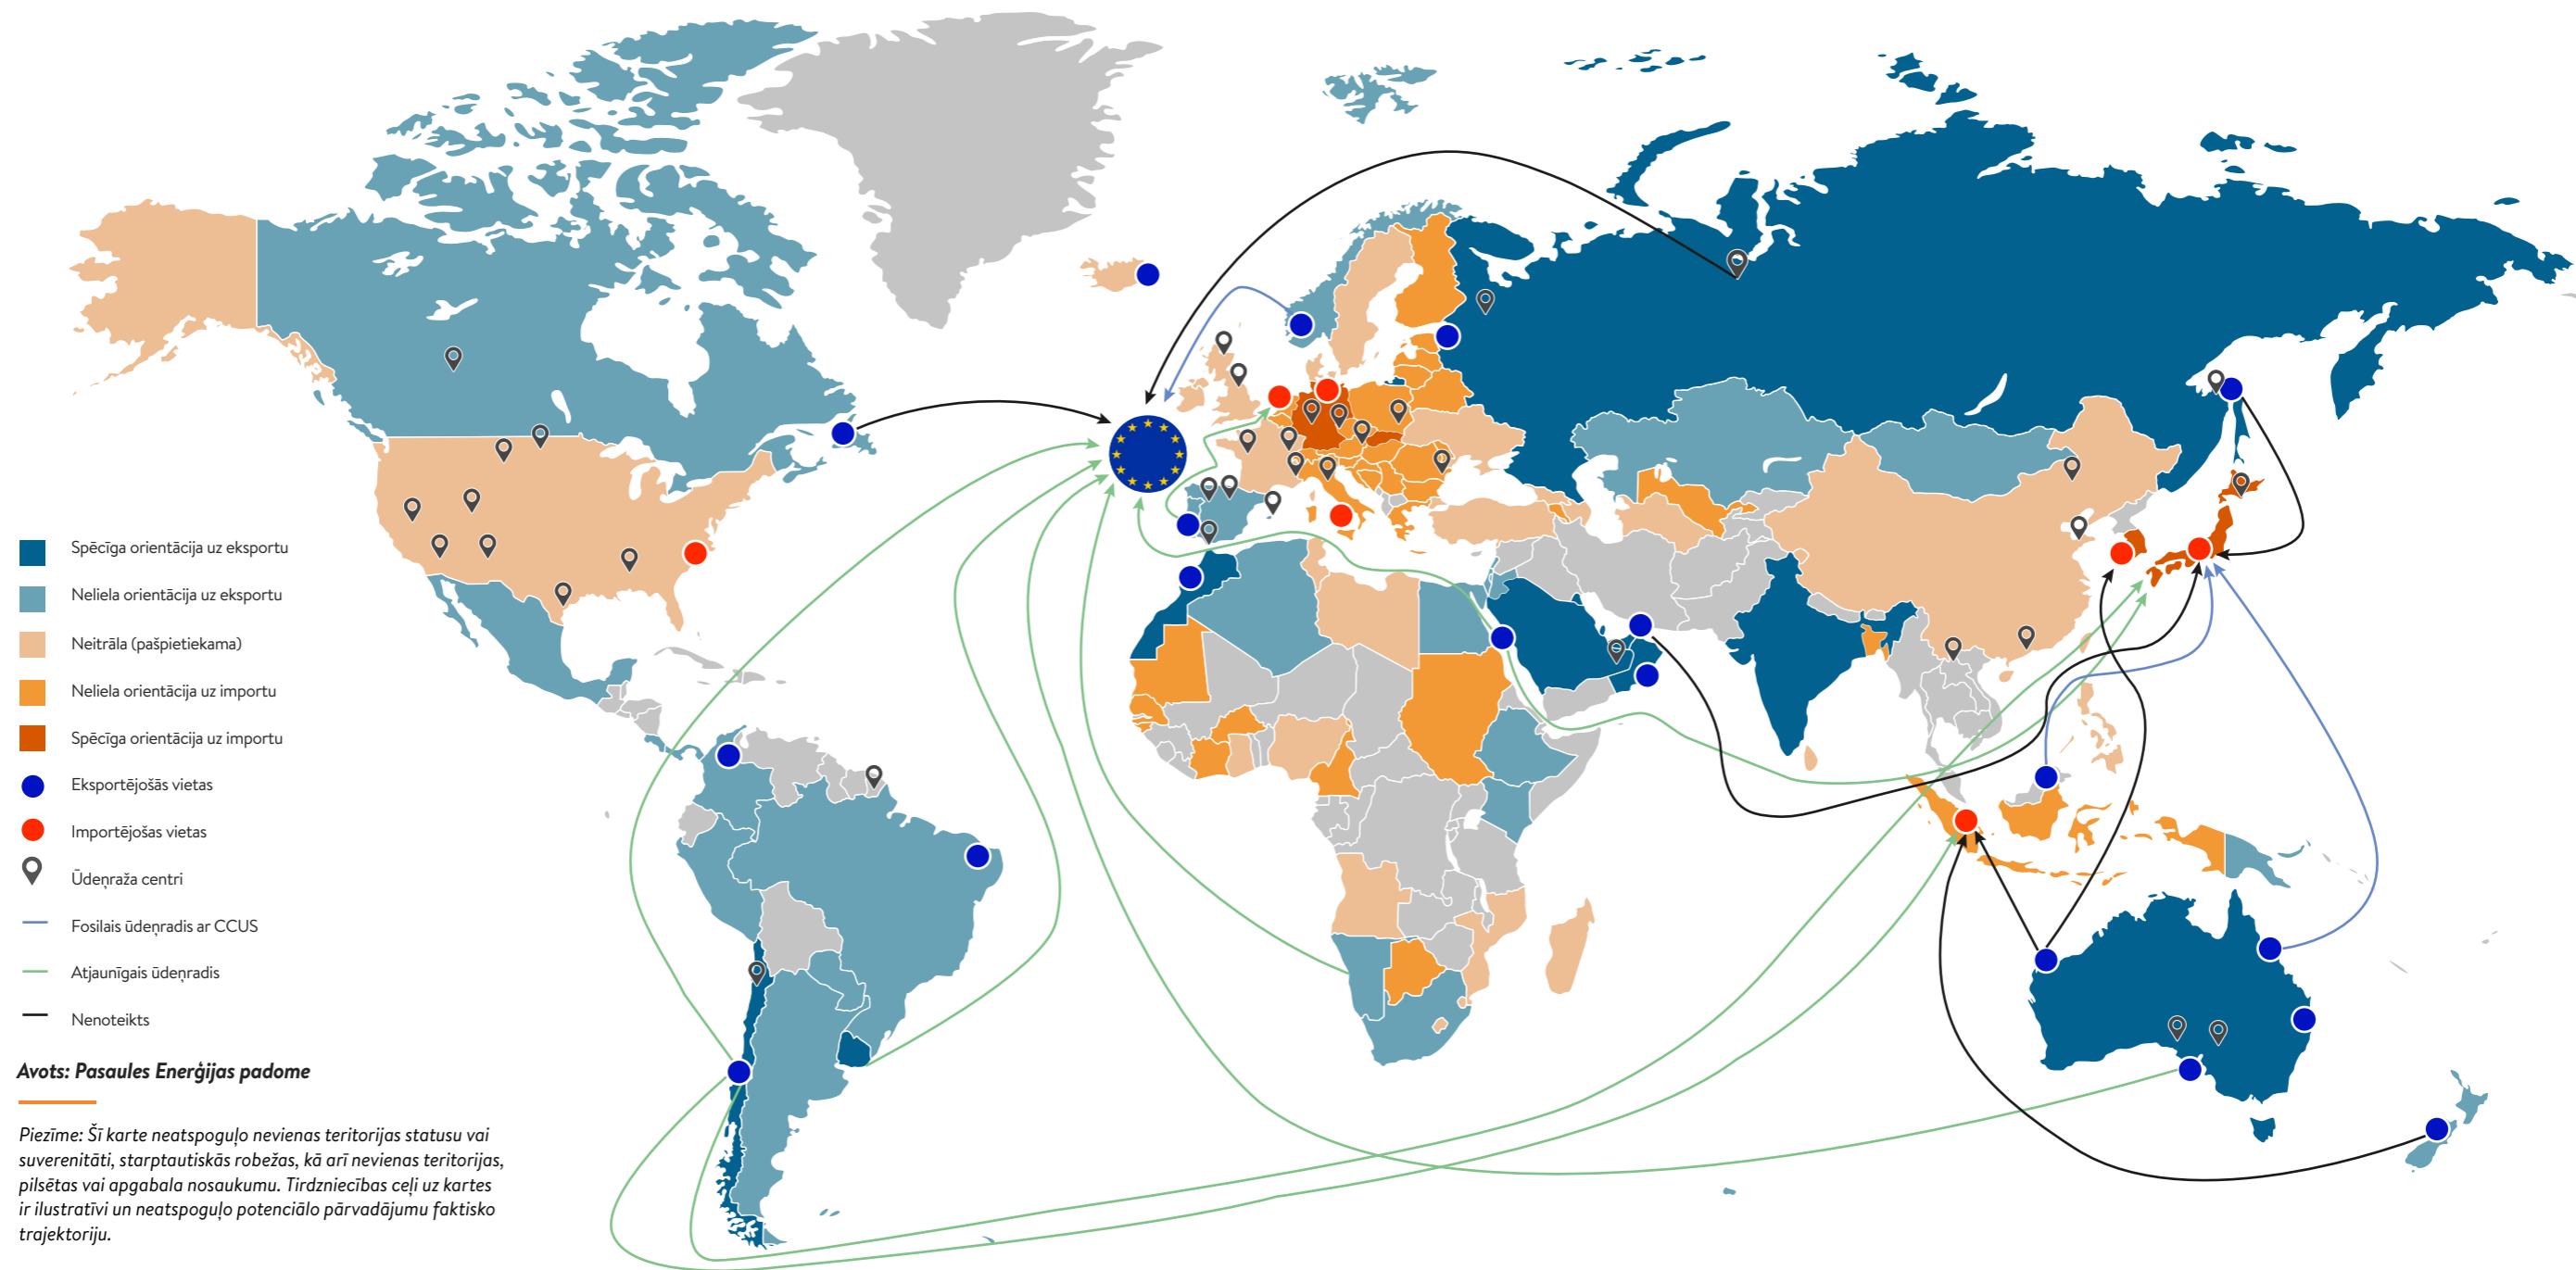 Spēcīga orientācija uz eksportu
Neliela orientācija uz eksportu
Neitrāla (pašpietiekama)
Neliela orientācija uz importu
Spēcīga orientācija uz importu
Eksportējošās vietas
Importējošas vietas
Ūdeņraža centri
Fosilais ūdeņradis ar CCUS
Atjaunīgais ūdeņradis
Nenoteikts
Avots: Pasaules Enerģijas padome
Piezīme: Šī karte neatspoguļo nevienas teritorijas statusu vai
suverenitāti, starptautiskās robežas, kā arī nevienas teritorijas,
pilsētas vai apgabala nosaukumu. Tirdzniecības ceļi uz kartes
ir ilustratīvi un neatspoguļo potenciālo pārvadājumu faktisko
trajektoriju.